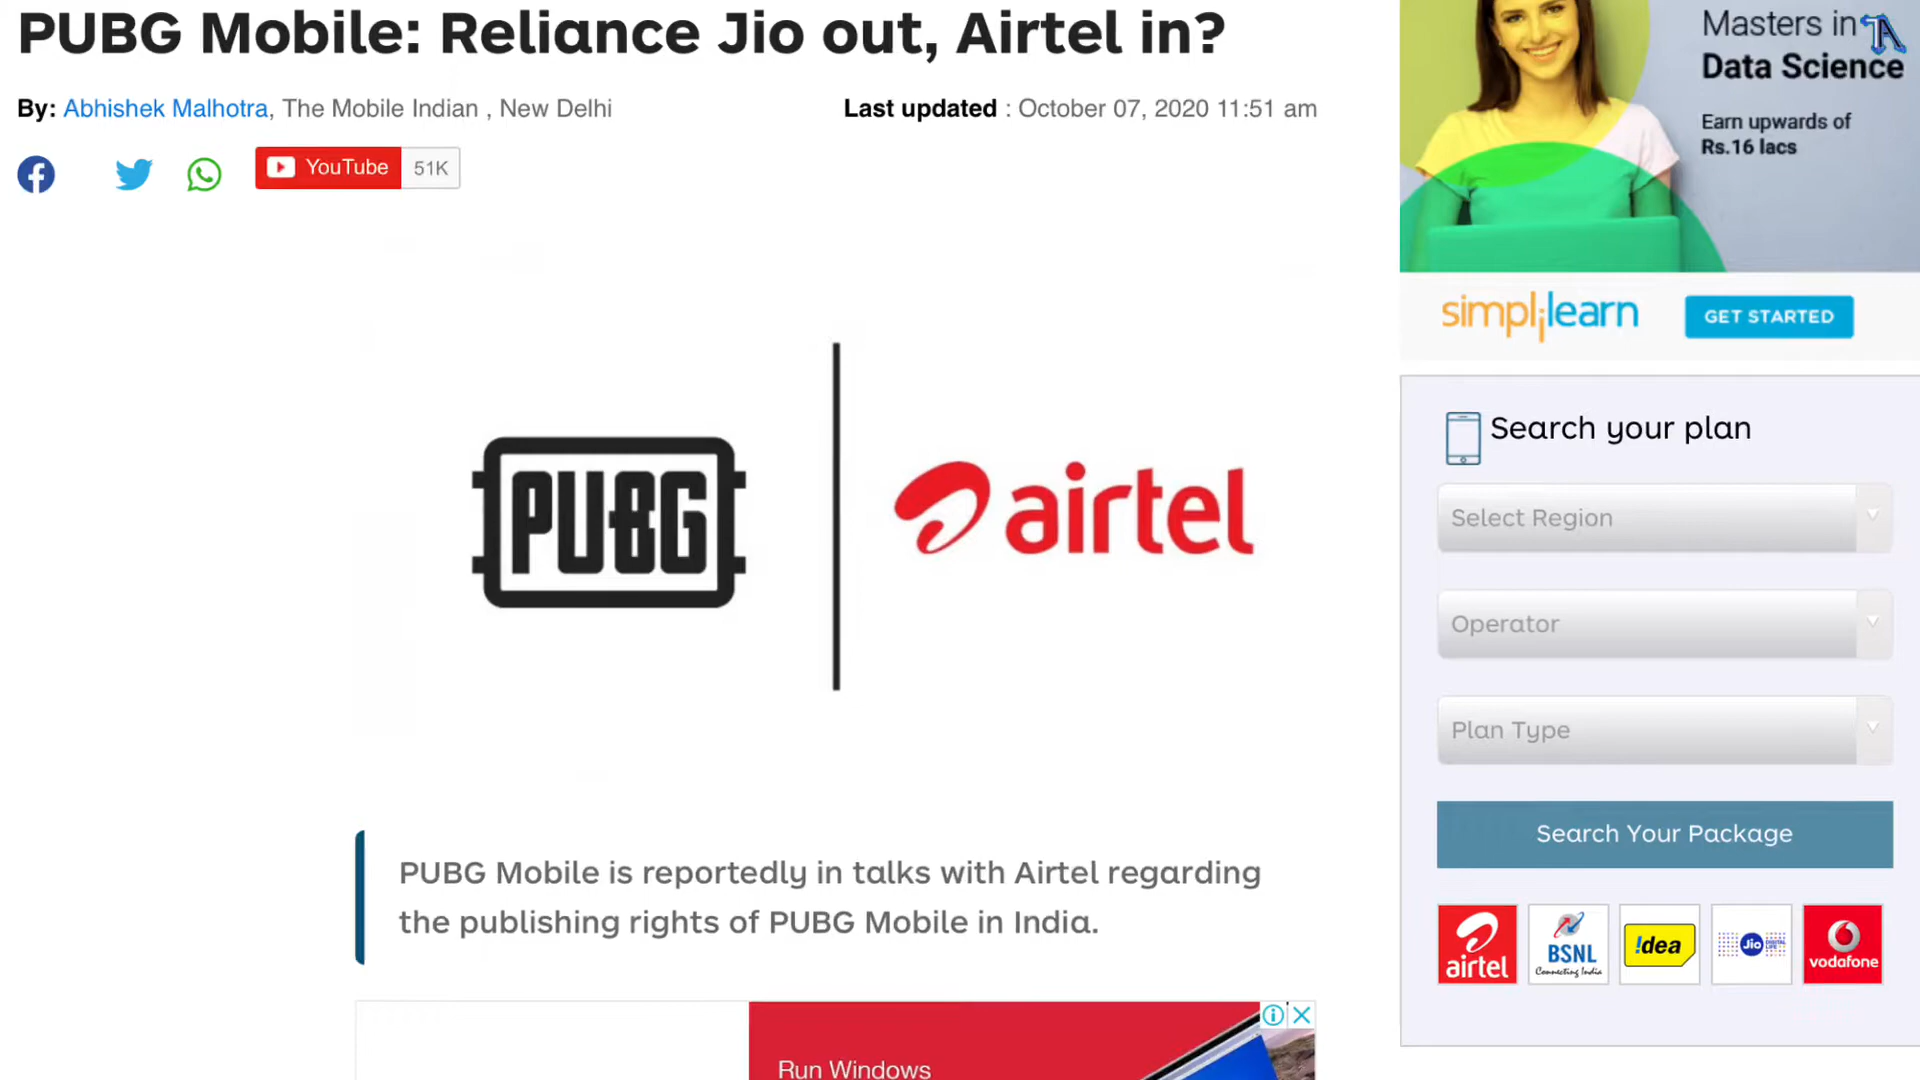 PUBG Mobile: Reliance Jio out, Airtel in?
By: Abhishek Malhotra, The Mobile Indian , New Delhi
Last updated : October 07, 2020 11:51 am
YouTube 51K
PUBG
airtel
PUBG Mobile is reportedly in talks with Airtel regarding
the publishing rights of PUBG Mobile in India.
Run Windows
Masters in
Data Science
Earn upwards of
Rs.16 lacs
simplilearn
GET STARTED
Search your plan
Select Region
Operator
Plan Type
Search Your Package
airtel
BSNL
Connecting India
!dea
Jio DIGITAL LIFE
vodafone